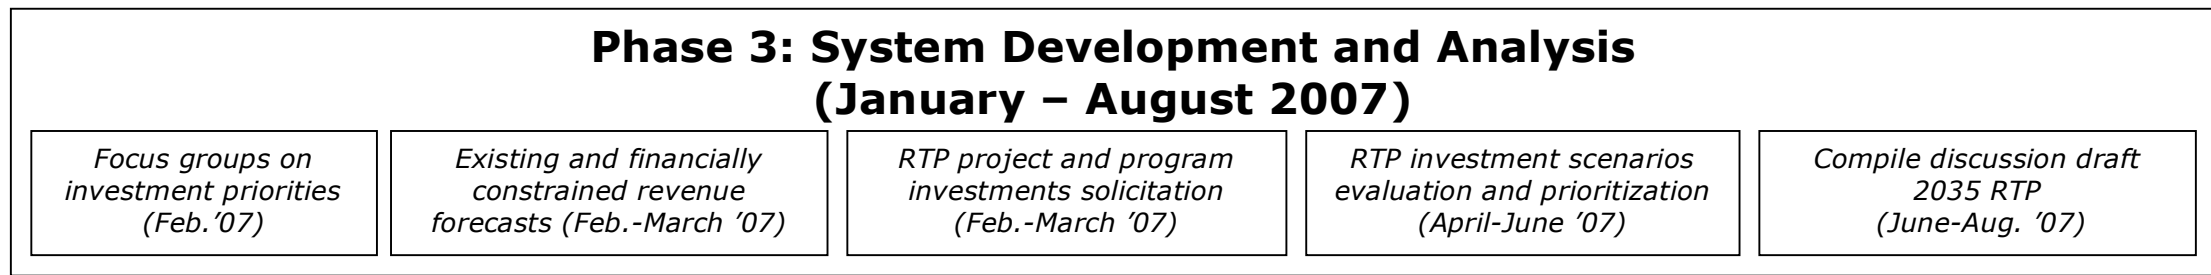 Phase 3: System Development and Analysis
(January – August 2007)
Focus groups on
investment priorities
(Feb.’07)
Existing and financially
constrained revenue
forecasts (Feb.-March ’07)
RTP project and program
investments solicitation
(Feb.-March ’07)
RTP investment scenarios
evaluation and prioritization
(April-June ’07)
Compile discussion draft
2035 RTP
(June-Aug. ’07)